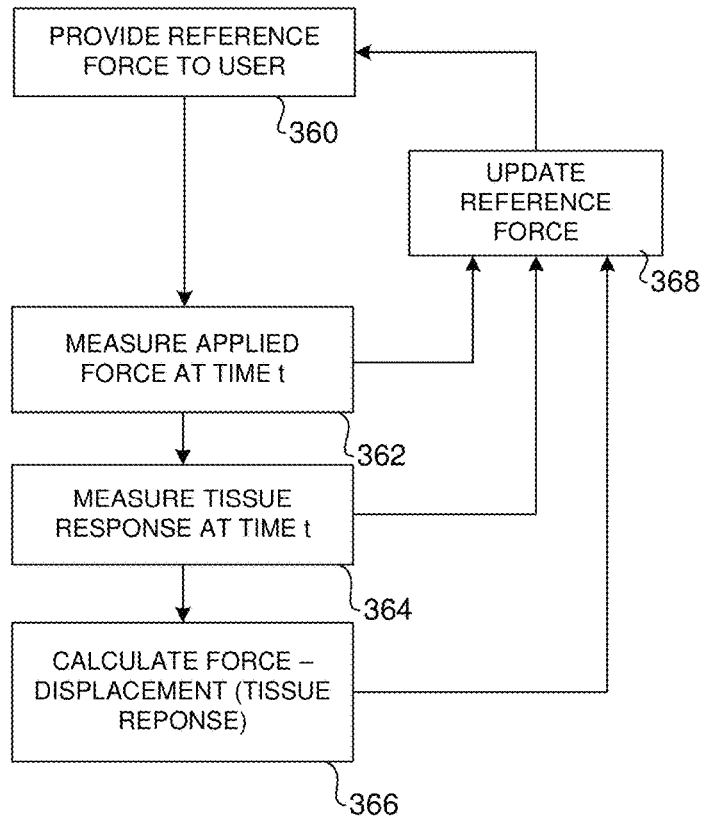 PROVIDE REFERENCE
FORCE TO USER
360
UPDATE
REFERENCE
FORCE
368
MEASURE APPLIED
FORCE AT TIME t
362
MEASURE TISSUE
RESPONSE AT TIME t
364
CALCULATE FORCE –
DISPLACEMENT (TISSUE
REPONSE)
366